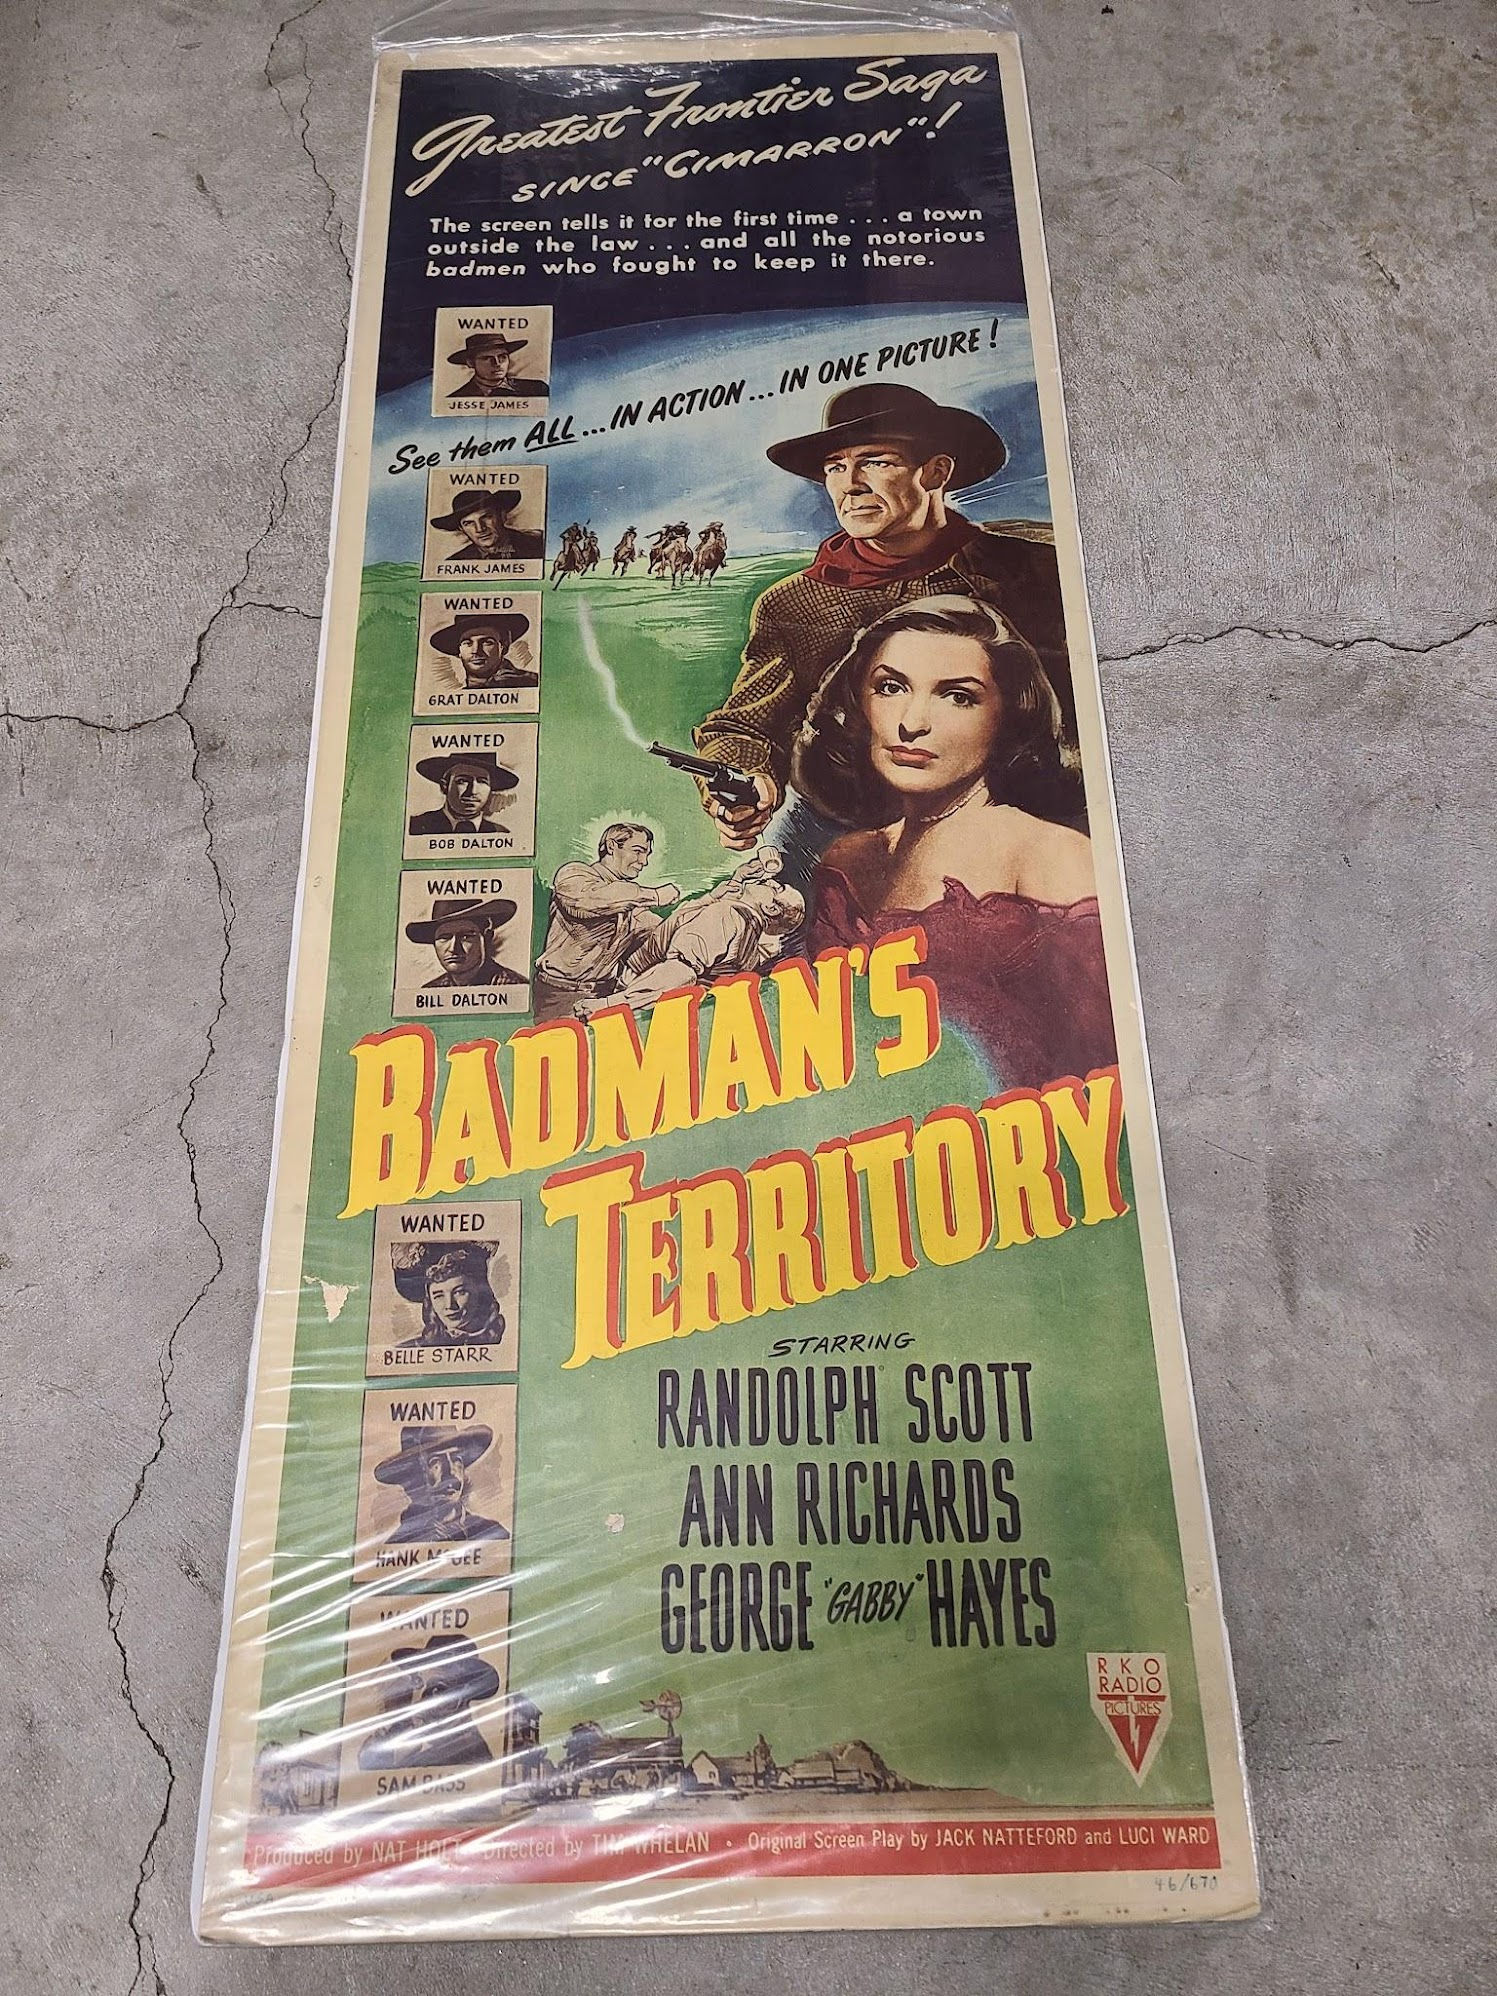 Greatest Frontier Saga
SINCE "CIMARRON"!
The screen tells it for the first time . . . a town
outside the law . . . and all the notorious
badmen who fought to keep it there.
WANTED
JESSE JAMES
See them ALL ... IN ACTION ... IN ONE PICTURE!
WANTED
FRANK JAMES
WANTED
GRAT DALTON
WANTED
BOB DALTON
WANTED
BILL DALTON
BADMAN'S
TERRITORY
WANTED
BELLE STARR
WANTED
HANK McGEE
WANTED
SAM BASS
STARRING
RANDOLPH SCOTT
ANN RICHARDS
GEORGE "GABBY" HAYES
RKO
RADIO
PICTURES
Produced by NAT HOLT • Directed by TIM WHELAN • Original Screen Play by JACK NATTEFORD and LUCI WARD
46/670